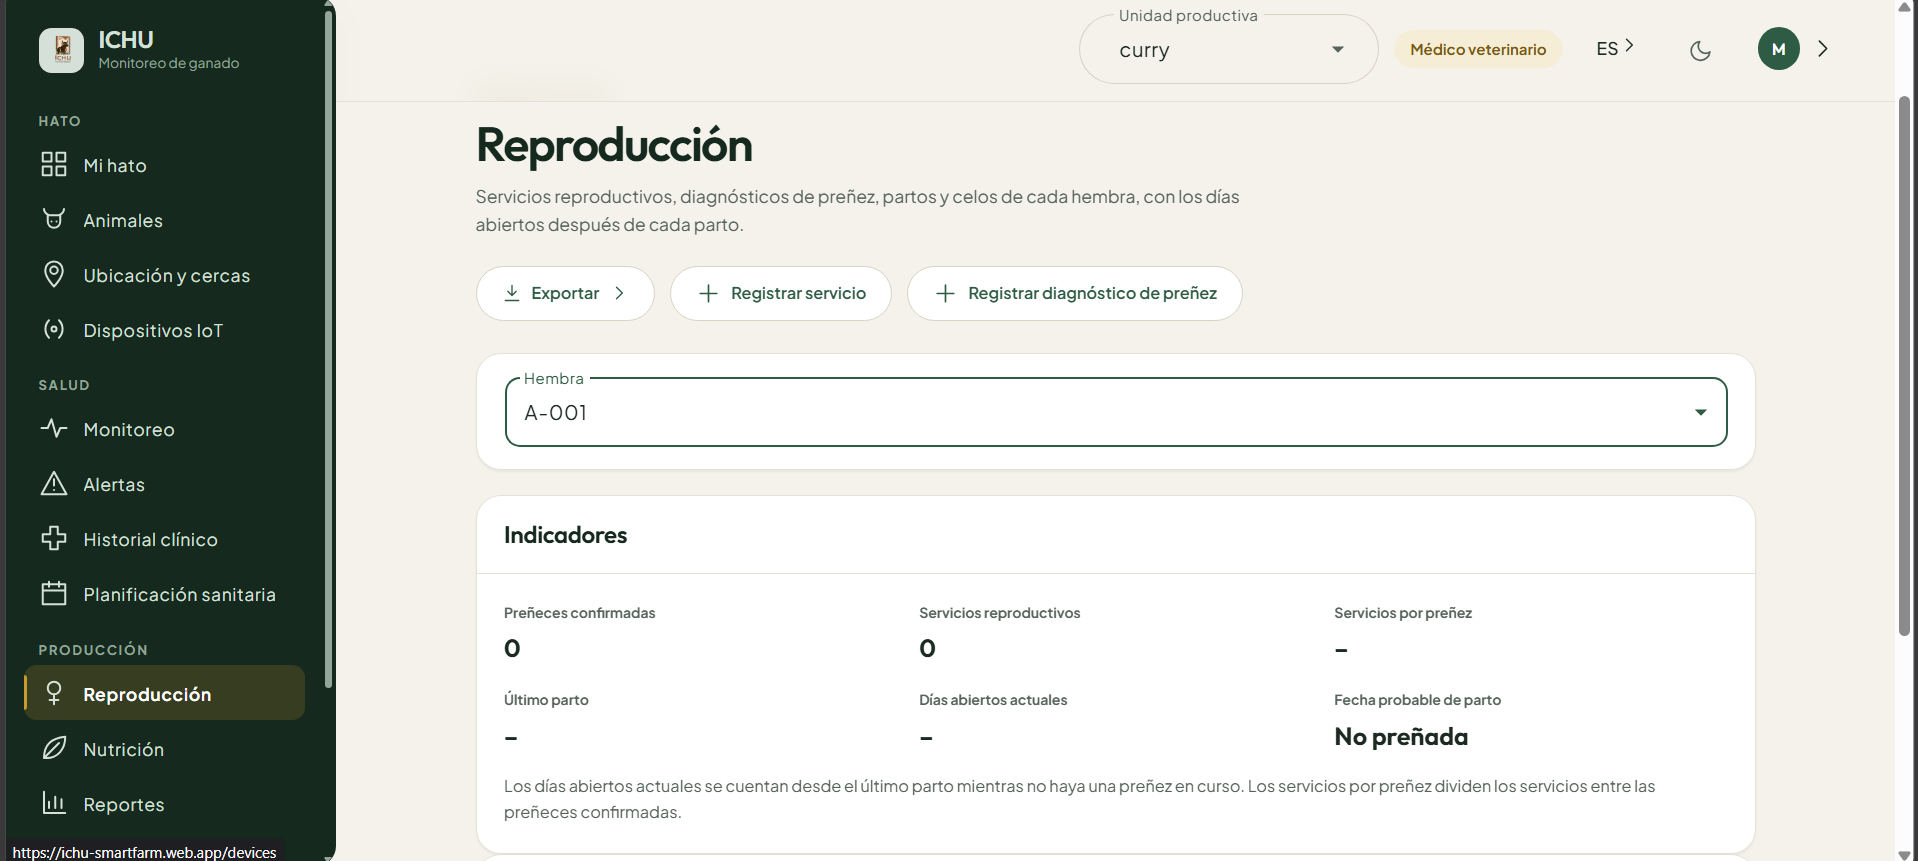 ICHU
Monitoreo de ganado
HATO
Mi hato
Animales
Ubicación y cercas
Dispositivos IoT
SALUD
Monitoreo
Alertas
Historial clínico
Planificación sanitaria
PRODUCCIÓN
Reproducción
Nutrición
Reportes
https://ichu-smartfarm.web.app/devices
Unidad productiva
curry
Médico veterinario
ES
M
Reproducción
Servicios reproductivos, diagnósticos de preñez, partos y celos de cada hembra, con los días
abiertos después de cada parto.
Exportar
Registrar servicio
Registrar diagnóstico de preñez
Hembra
A-001
Indicadores
Preñeces confirmadas
0
Servicios reproductivos
0
Servicios por preñez
–
Último parto
–
Días abiertos actuales
–
Fecha probable de parto
No preñada
Los días abiertos actuales se cuentan desde el último parto mientras no haya una preñez en curso. Los servicios por preñez dividen los servicios entre las
preñeces confirmadas.